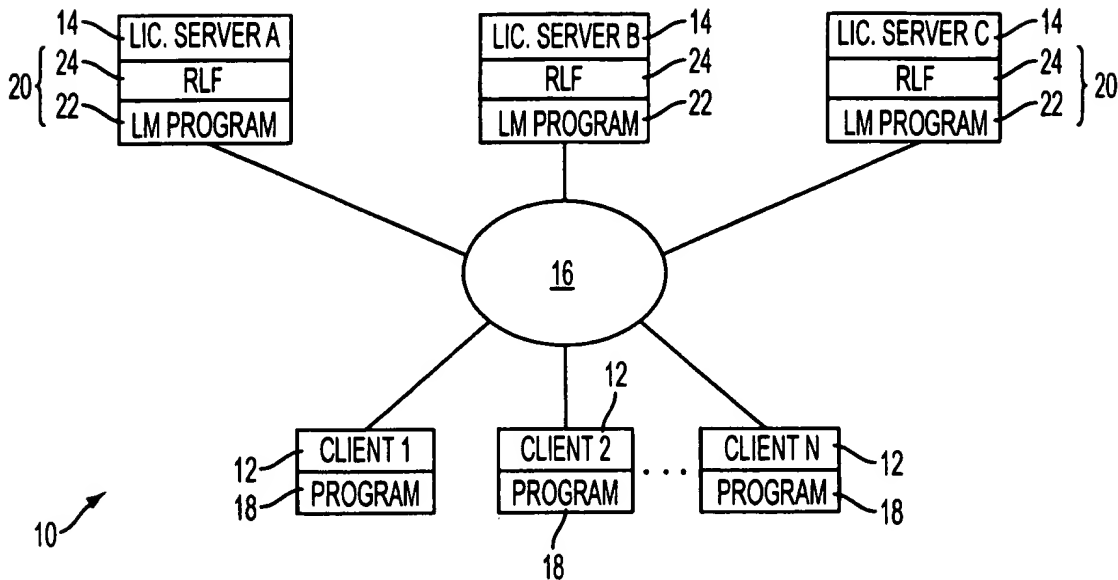 14 LIC. SERVER A
24 RLF
20
22 LM PROGRAM
LIC. SERVER B 14
RLF 24
LM PROGRAM 22
LIC. SERVER C 14
RLF 24
20
LM PROGRAM 22
16
12 CLIENT 1
18 PROGRAM
12
CLIENT 2
PROGRAM
18
. . .
CLIENT N 12
PROGRAM 18
10